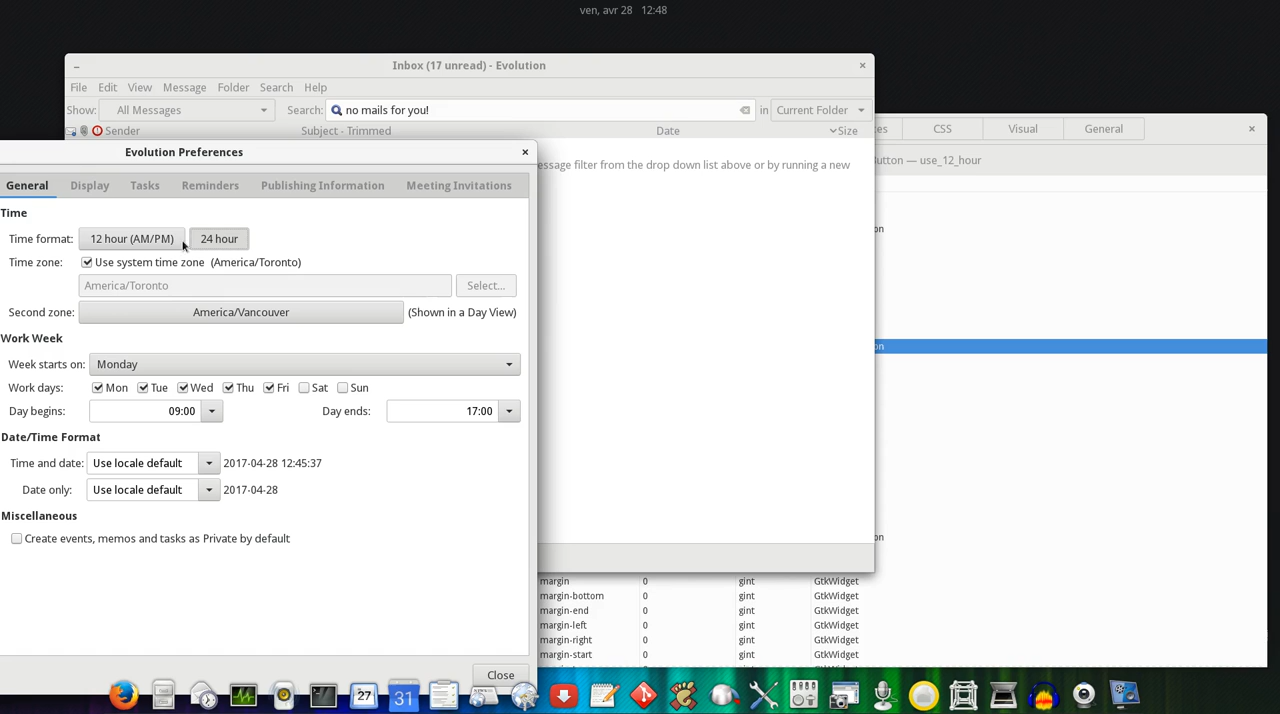 ven, avr 28 12:48
Inbox (17 unread) - Evolution
File Edit View Message Folder Search Help
Show: All Messages Search: no mails for you! in Current Folder
Sender Subject - Trimmed Date Size
CSS Visual General
Button — use_12_hour
message filter from the drop down list above or by running a new
Evolution Preferences
General Display Tasks Reminders Publishing Information Meeting Invitations
Time
Time format: 12 hour (AM/PM) 24 hour
Time zone: Use system time zone (America/Toronto)
America/Toronto Select...
Second zone: America/Vancouver (Shown in a Day View)
Work Week
Week starts on: Monday
Work days: Mon Tue Wed Thu Fri Sat Sun
Day begins: 09:00 Day ends: 17:00
Date/Time Format
Time and date: Use locale default 2017-04-28 12:45:37
Date only: Use locale default 2017-04-28
Miscellaneous
Create events, memos and tasks as Private by default
Close
margin 0 gint GtkWidget
margin-bottom 0 gint GtkWidget
margin-end 0 gint GtkWidget
margin-left 0 gint GtkWidget
margin-right 0 gint GtkWidget
margin-start 0 gint GtkWidget
27
31